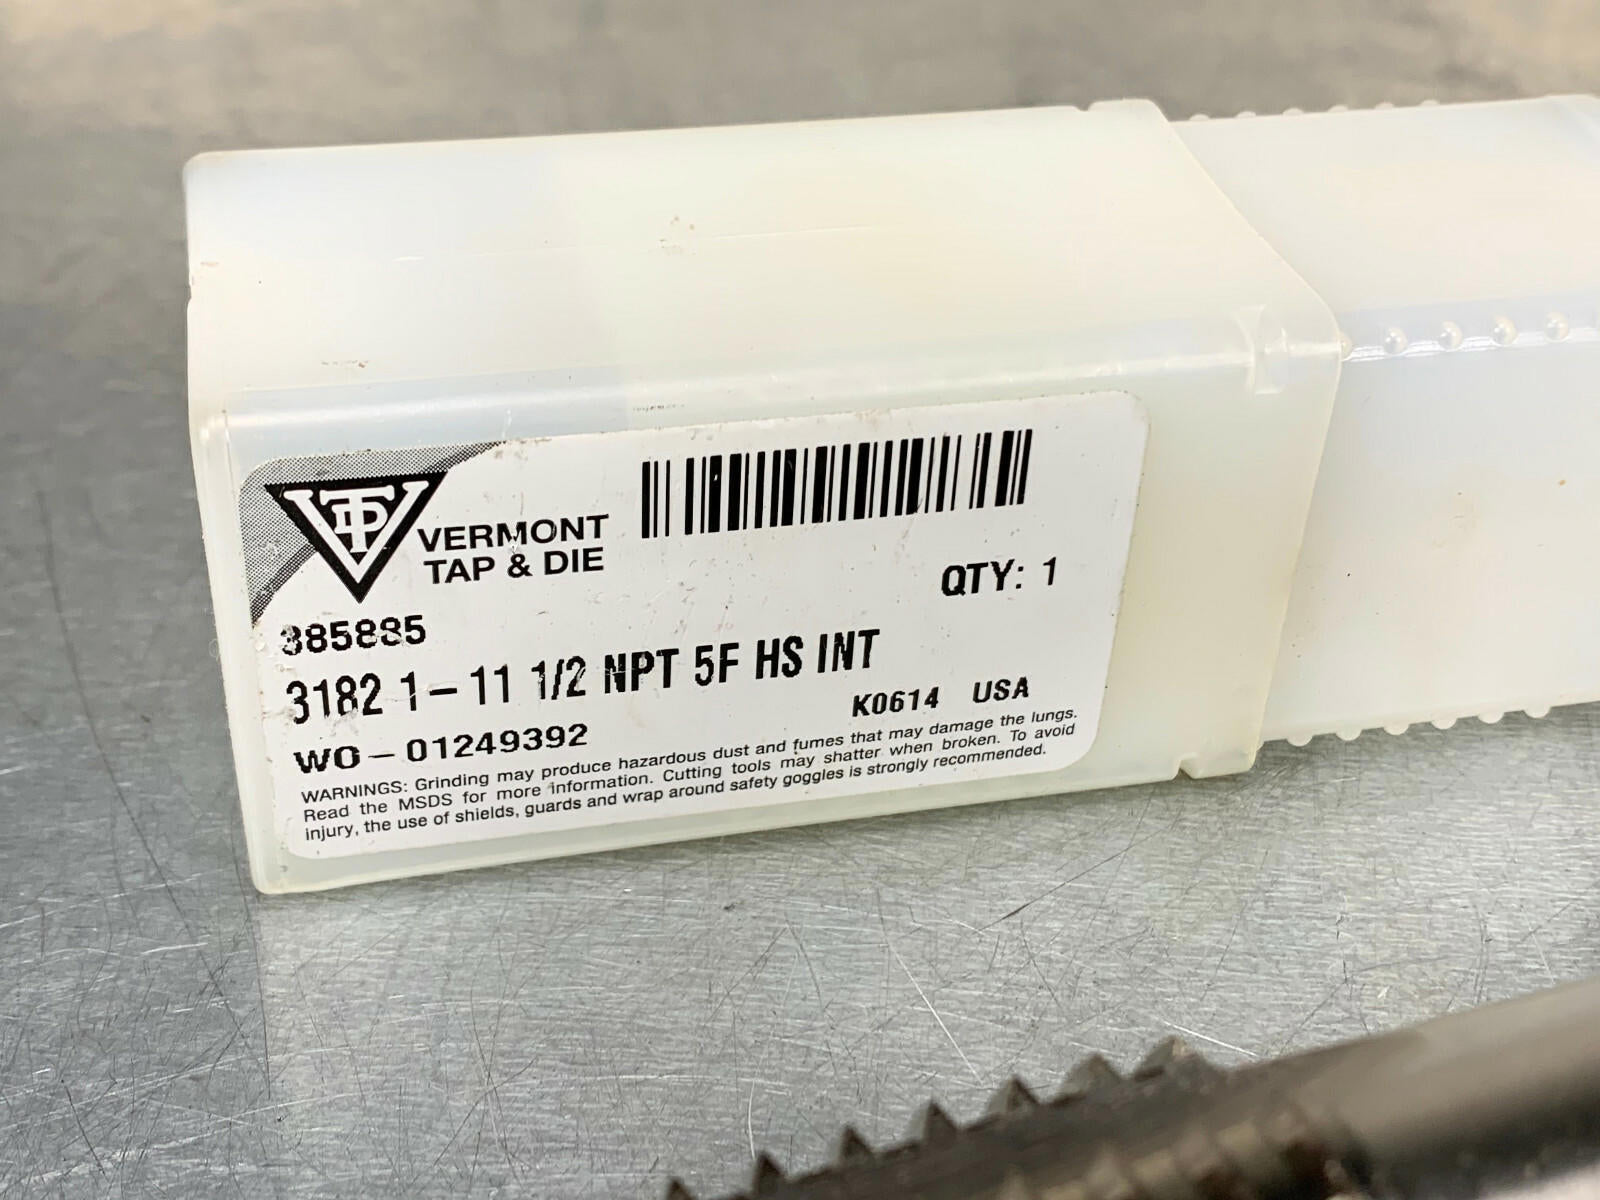 VTD
VERMONT
TAP & DIE
QTY: 1
385885
3182 1-11 1/2 NPT 5F HS INT
K0614 USA
WO-01249392
WARNINGS: Grinding may produce hazardous dust and fumes that may damage the lungs.
Read the MSDS for more information. Cutting tools may shatter when broken. To avoid
injury, the use of shields, guards and wrap around safety goggles is strongly recommended.